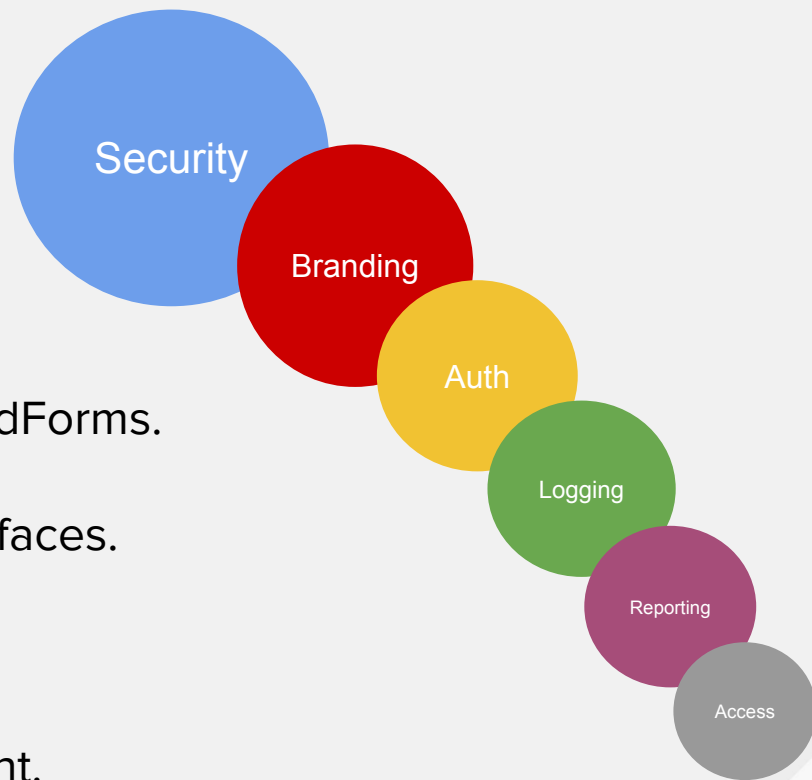 Security
Branding
Auth
dForms.
Logging
faces.
Reporting
Access
nt.